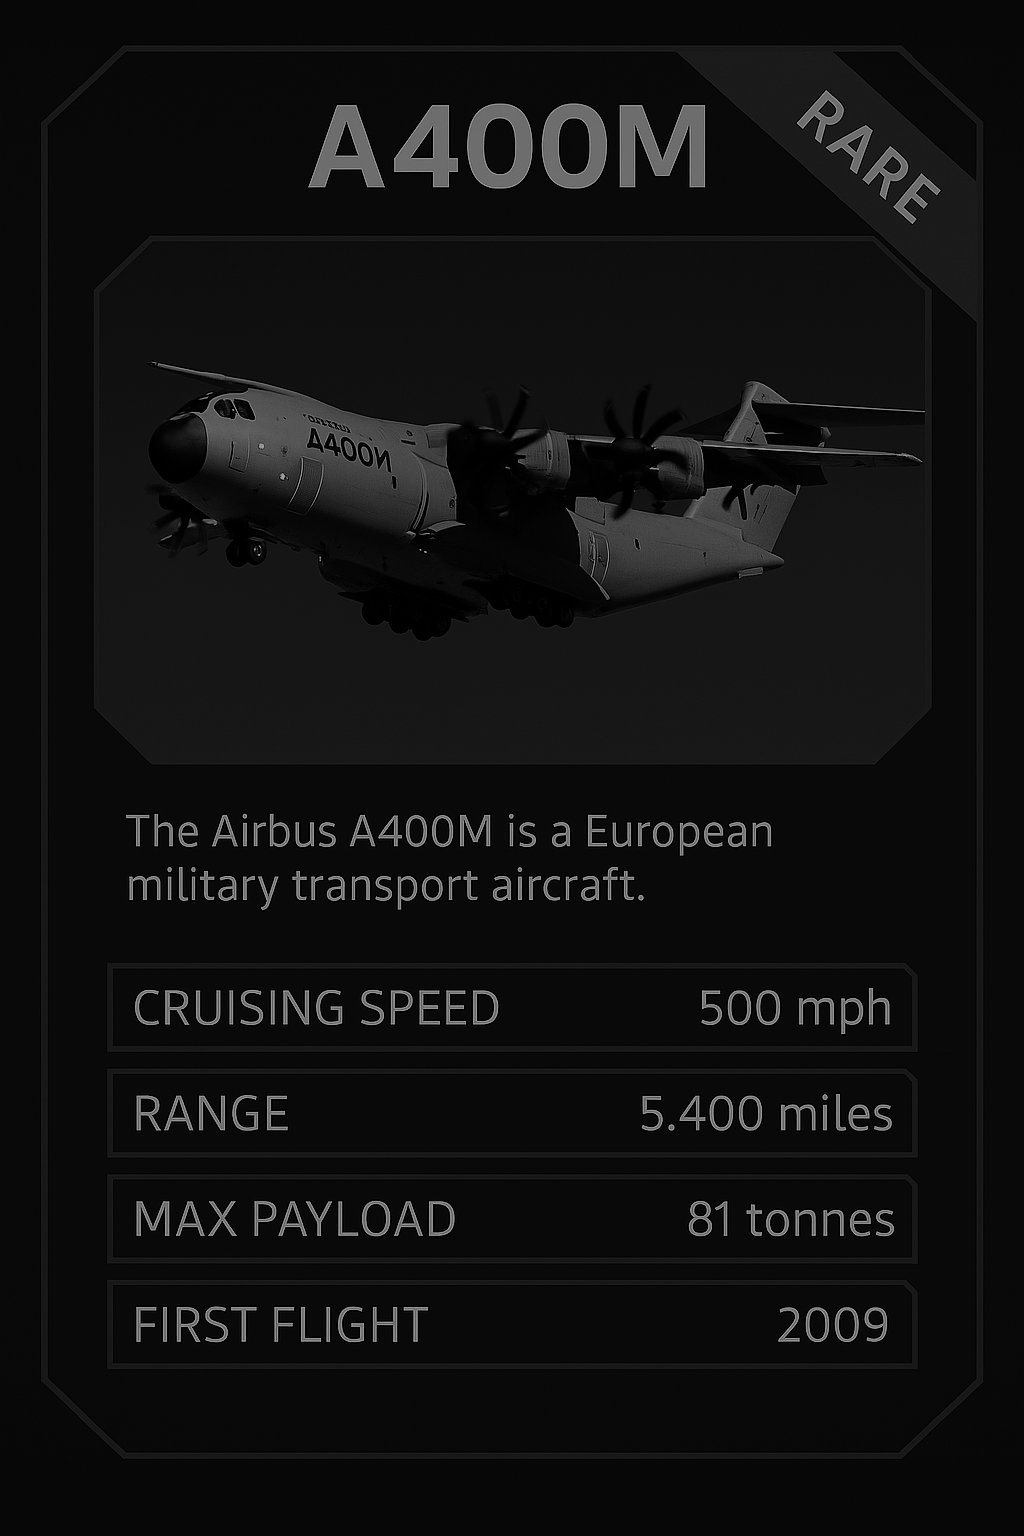 A400M
RARE
A400M
The Airbus A400M is a European
military transport aircraft.
CRUISING SPEED 500 mph
RANGE 5.400 miles
MAX PAYLOAD 81 tonnes
FIRST FLIGHT 2009